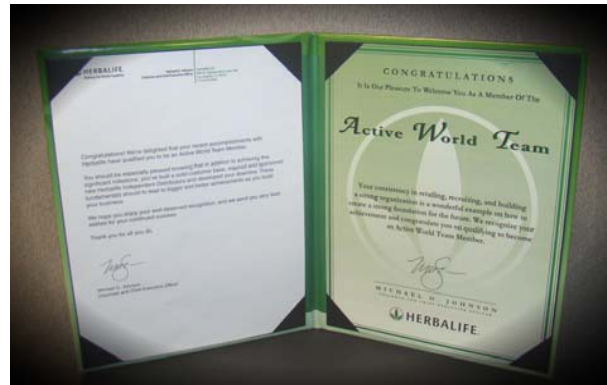 HERBALIFE
Congratulations! We're delighted that your recent accomplishments with
Herbalife have qualified you to be an Active World Team Member.
You should be especially pleased knowing that in addition to achieving this
significant milestone, you've built a solid customer base, inspired and sponsored
new Herbalife Independent Distributors and developed your downline. These
fundamentals should lead to bigger and better achievements as you build
your business.
We hope you enjoy your well-deserved recognition, and we send you very best
wishes for your continued success.
Thank you for all you do,
Michael O. Johnson
Chairman and Chief Executive Officer
CONGRATULATIONS
It Is Our Pleasure To Welcome You As A Member Of The
Active World Team
Your consistency in retailing, recruiting, and building
a strong organization is a wonderful example on how to
create a strong foundation for the future. We recognize your
achievement and congratulate you on qualifying to become
an Active World Team Member.
MICHAEL O. JOHNSON
CHAIRMAN AND CHIEF EXECUTIVE OFFICER
HERBALIFE